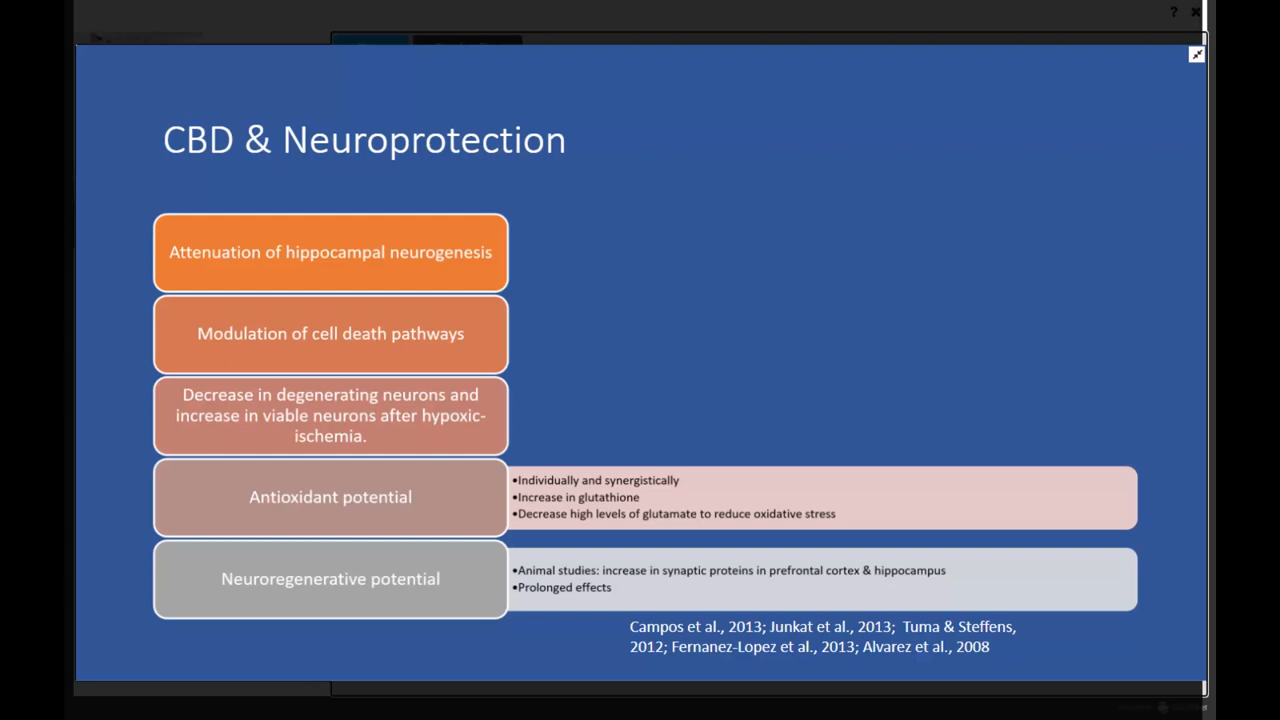 CBD & Neuroprotection
Attenuation of hippocampal neurogenesis
Modulation of cell death pathways
Decrease in degenerating neurons and
increase in viable neurons after hypoxic-
ischemia.
Antioxidant potential
•Individually and synergistically
•Increase in glutathione
•Decrease high levels of glutamate to reduce oxidative stress
Neuroregenerative potential
•Animal studies: increase in synaptic proteins in prefrontal cortex & hippocampus
•Prolonged effects
Campos et al., 2013; Junkat et al., 2013;  Tuma & Steffens,
2012; Fernanez-Lopez et al., 2013; Alvarez et al., 2008